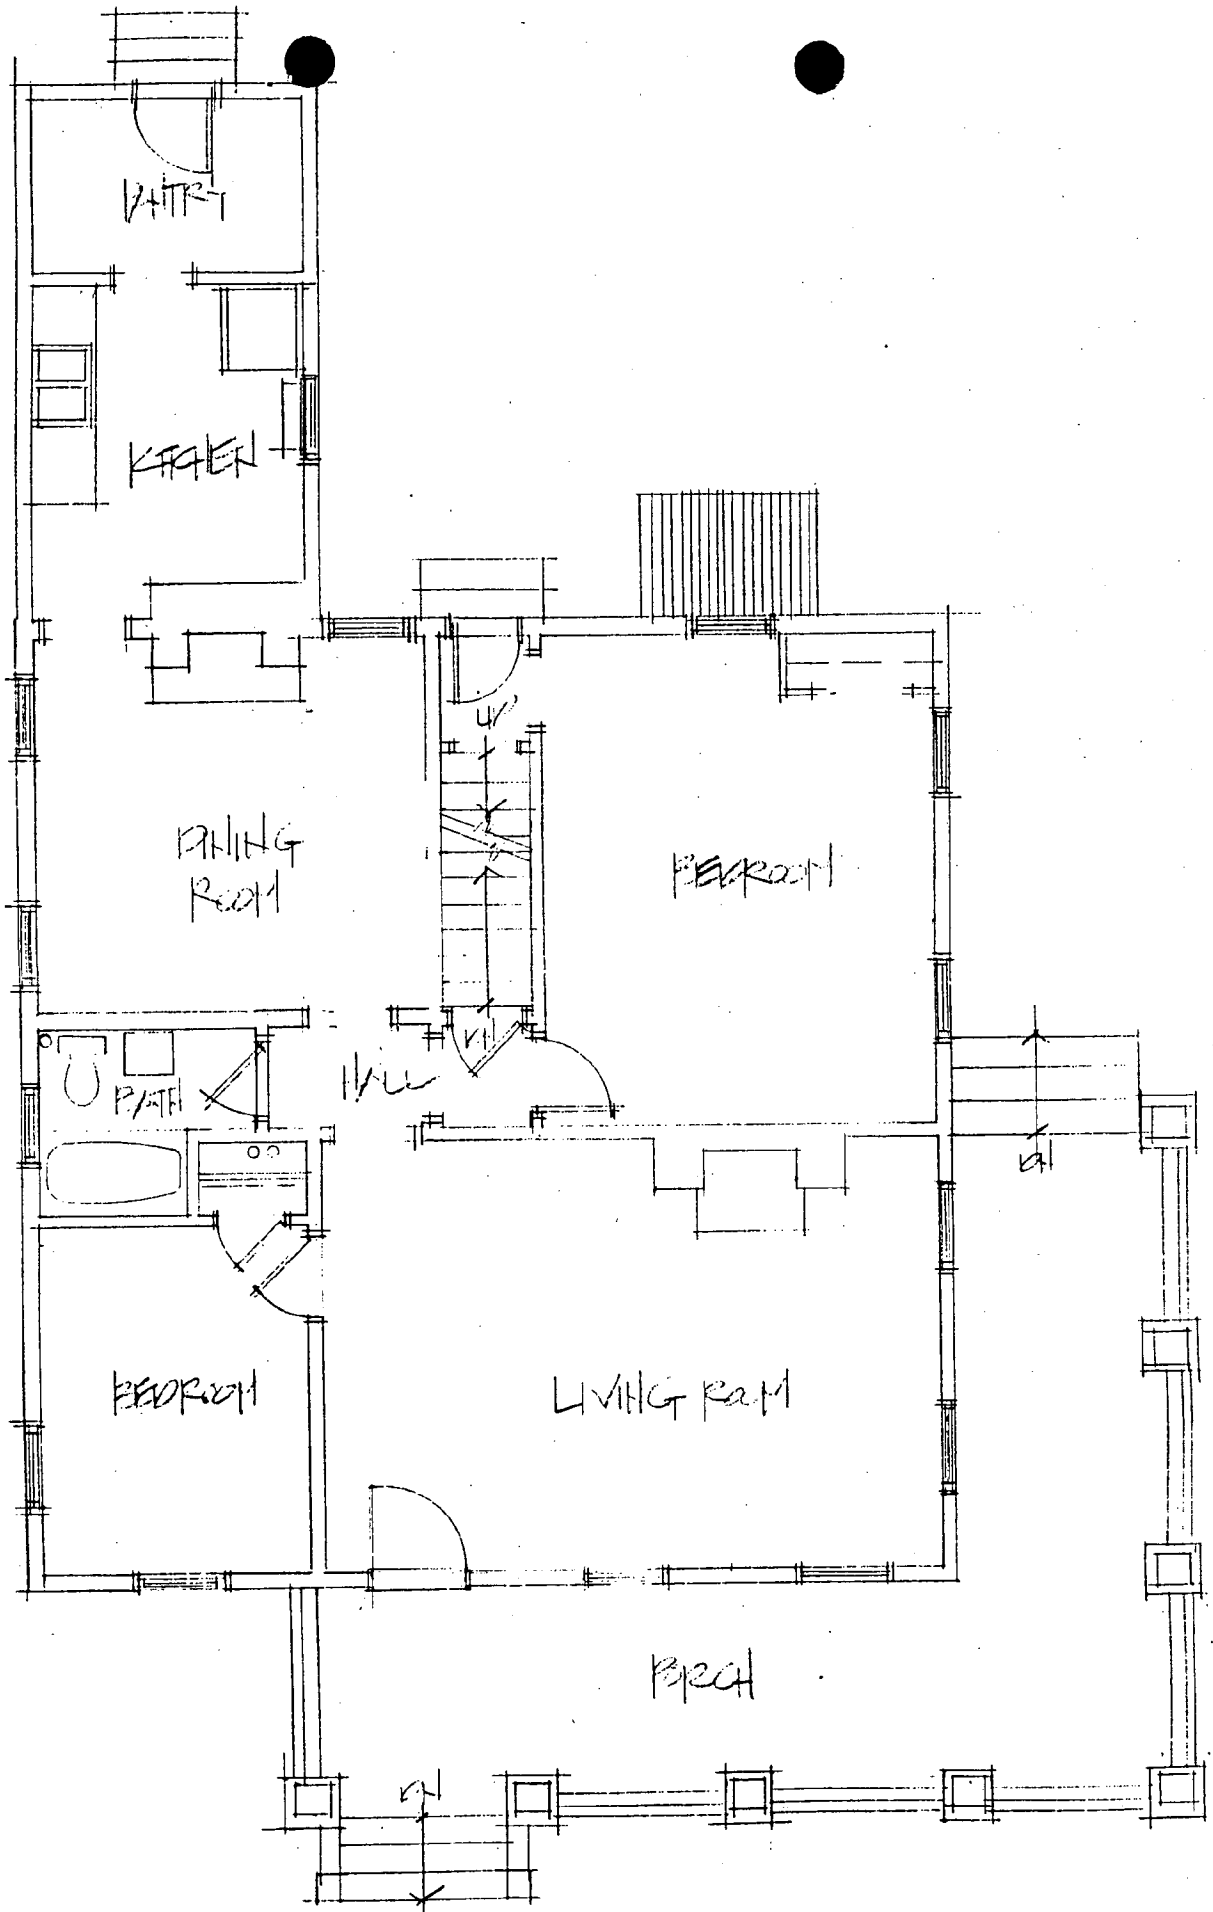 PANTRY
KITCHEN
UP
DINING
ROOM
BEDROOM
DN
HALL
BATH
DN
BEDROOM
LIVING ROOM
PORCH
DN